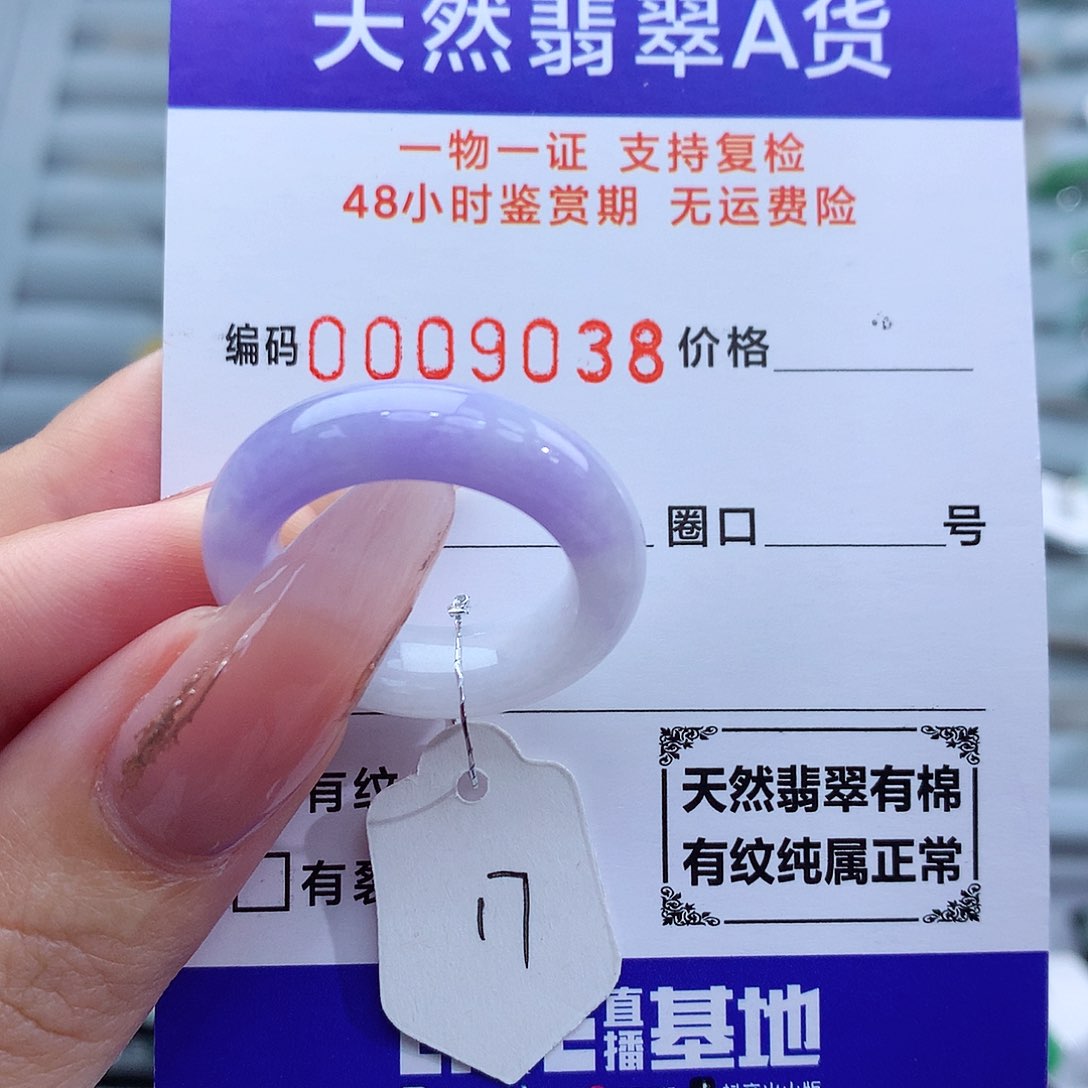 天然翡翠A货
一物一证 支持复检
48小时鉴赏期 无运费险
编码0009038价格
圈口 号
有纹
有裂
天然翡翠有棉
有纹纯属正常
17
直播基地